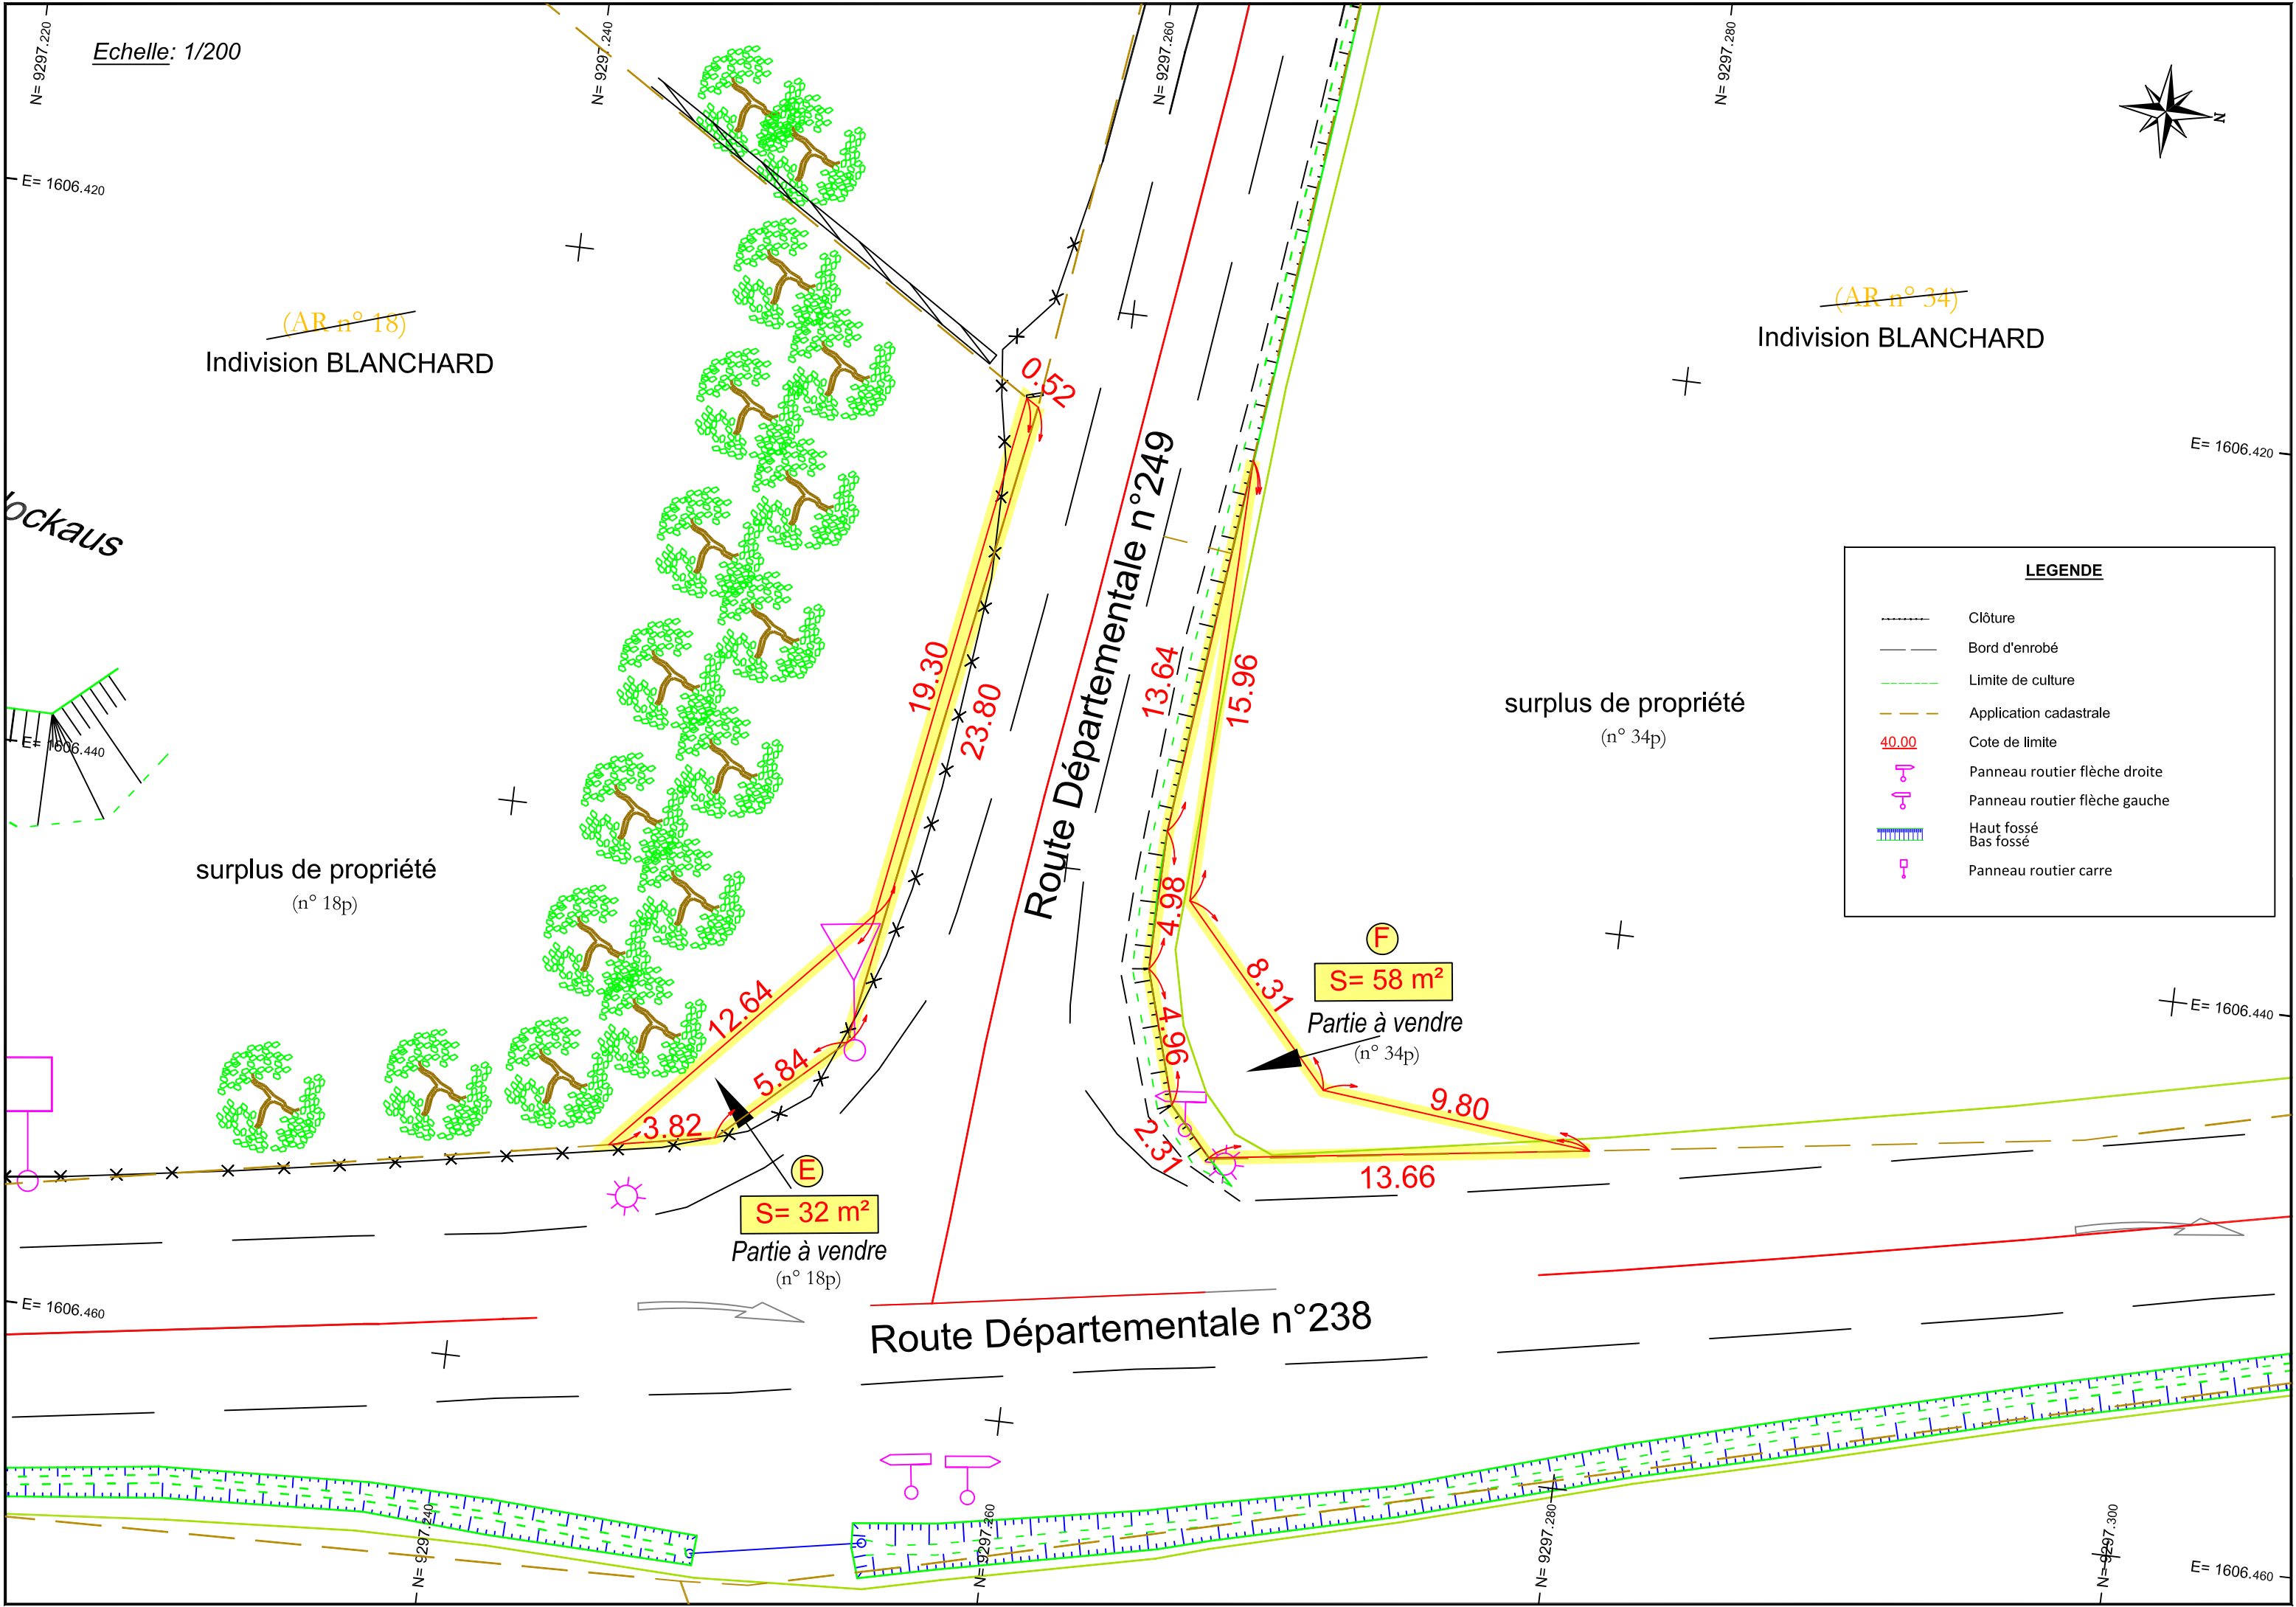 N= 9297.220
N= 9297.240
N= 9297.260
N= 9297.280
Echelle: 1/200
N
E= 1606.420
(AR n° 18)
Indivision BLANCHARD
(AR n° 34)
Indivision BLANCHARD
0.52
E= 1606.420
ockaus
Route Départementale n°249
LEGENDE
Clôture
Bord d'enrobé
Limite de culture
Application cadastrale
40.00 Cote de limite
Panneau routier flèche droite
Panneau routier flèche gauche
Haut fossé
Bas fossé
Panneau routier carre
19.30
23.80
13.64
15.96
surplus de propriété
(n° 34p)
E= 1606.440
surplus de propriété
(n° 18p)
4.98
F
S= 58 m²
Partie à vendre
(n° 34p)
8.31
12.64
E= 1606.440
5.84
4.96
3.82
9.80
2.31
13.66
E
S= 32 m²
Partie à vendre
(n° 18p)
E= 1606.460
Route Départementale n°238
N= 9297.240
N= 9297.260
N= 9297.280
N= 9297.300
E= 1606.460